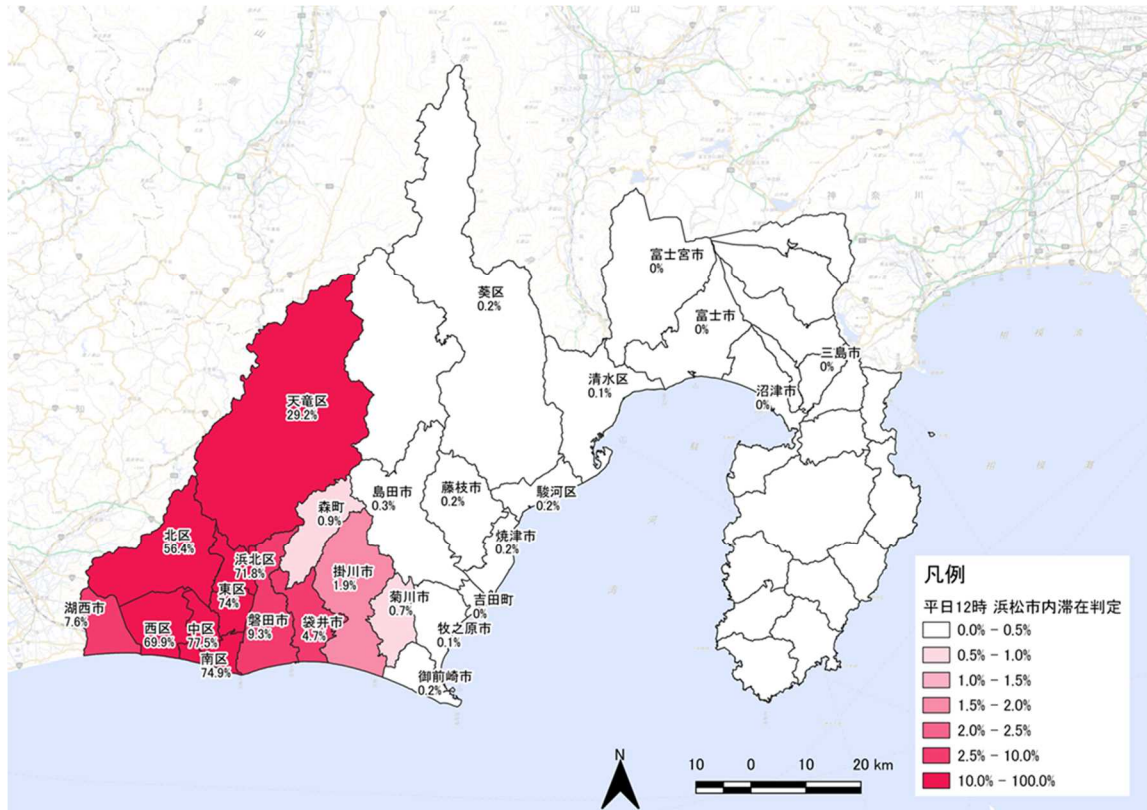 富士宮市
0%
葵区
0.2%
富士市
0%
三島市
0%
清水区
0.1%
沼津市
0%
天竜区
29.2%
島田市
0.3%
藤枝市
0.2%
駿河区
0.2%
森町
0.9%
焼津市
0.2%
北区
56.4%
浜北区
71.8%
掛川市
1.9%
東区
74%
菊川市
0.7%
吉田町
0%
湖西市
7.6%
西区
69.9%
中区
77.5%
磐田市
9.3%
袋井市
4.7%
牧之原市
0.1%
南区
74.9%
御前崎市
0.2%
神奈川
凡例
平日12時 浜松市内滞在判定
0.0% - 0.5%
0.5% - 1.0%
1.0% - 1.5%
1.5% - 2.0%
2.0% - 2.5%
2.5% - 10.0%
10.0% - 100.0%
N
10 0 10 20 km